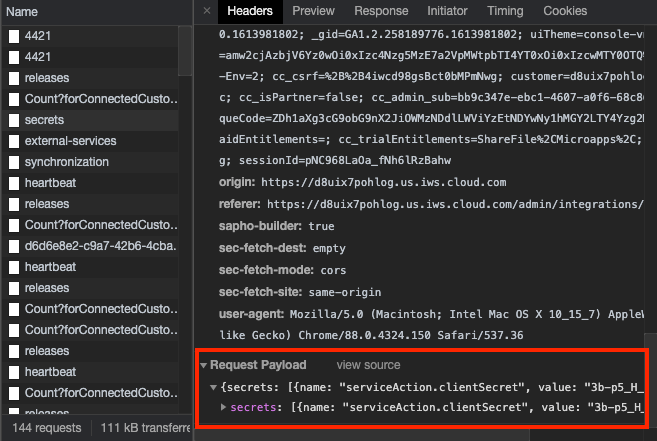 Name
4421
4421
releases
Count?forConnectedCusto...
secrets
external-services
synchronization
heartbeat
releases
Count?forConnectedCusto...
d6d6e8e2-c9a7-42b6-4cba...
heartbeat
releases
Count?forConnectedCusto...
Count?forConnectedCusto...
releases
heartbeat
Count?forConnectedCusto...
releases
144 requests
111 kB transferre
× Headers Preview Response Initiator Timing Cookies
0.1613981802; _gid=GA1.2.258189776.1613981802; uiTheme=console-vn
=amw2cjAzbjV6Yz0wOi0xIzc4Nzg5MzE7a2VpMWtpbTI4YT0xOi0xIzcwMTY0OTQ
-Env=2; cc_csrf=%2B%2B4iwcd98gsBct0bMPmNwg; customer=d8uix7pohlo
c; cc_isPartner=false; cc_admin_sub=bb9c347e-ebc1-4607-a0f6-68c8
queCode=ZDh1aXg3cG9obG9nX2JiOWMzNDdlLWViYzEtNDYwNy1hMGY2LTY4Yzg2
aidEntitlements=; cc_trialEntitlements=ShareFile%2CMicroapps%2C;
g; sessionId=pNC968LaOa_fNh6lRzBahw
origin: https://d8uix7pohlog.us.iws.cloud.com
referer: https://d8uix7pohlog.us.iws.cloud.com/admin/integrations/
sapho-builder: true
sec-fetch-dest: empty
sec-fetch-mode: cors
sec-fetch-site: same-origin
user-agent: Mozilla/5.0 (Macintosh; Intel Mac OS X 10_15_7) AppleW
like Gecko) Chrome/88.0.4324.150 Safari/537.36
Request Payload view source
{secrets: [{name: "serviceAction.clientSecret", value: "3b-p5_H_
secrets: [{name: "serviceAction.clientSecret", value: "3b-p5_H_